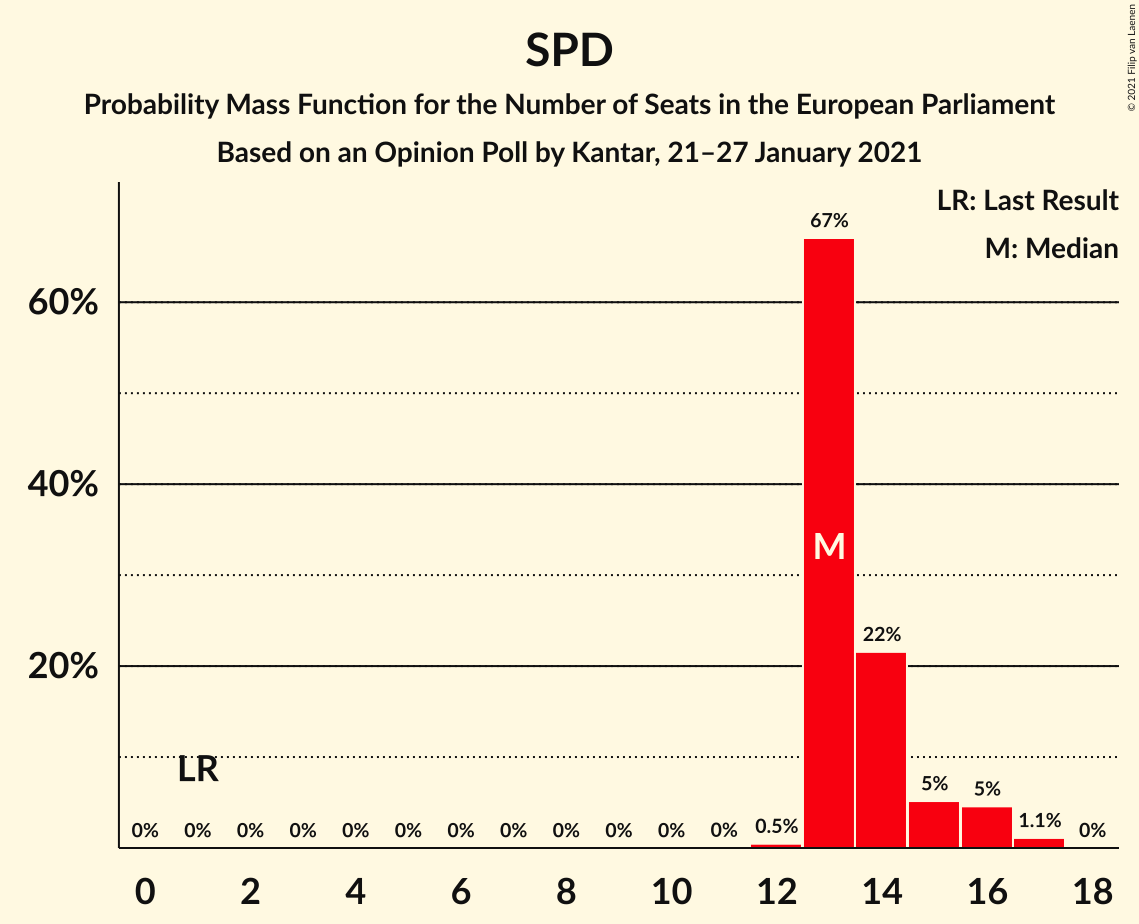 SPD
Probability Mass Function for the Number of Seats in the European Parliament
Based on an Opinion Poll by Kantar, 21–27 January 2021
© 2021 Filip van Laenen
LR: Last Result
M: Median
67%
60%
40%
M
22%
20%
LR
5%
5%
0% 0% 0% 0% 0% 0% 0% 0% 0% 0% 0% 0% 0.5% 1.1% 0%
0 2 4 6 8 10 12 14 16 18